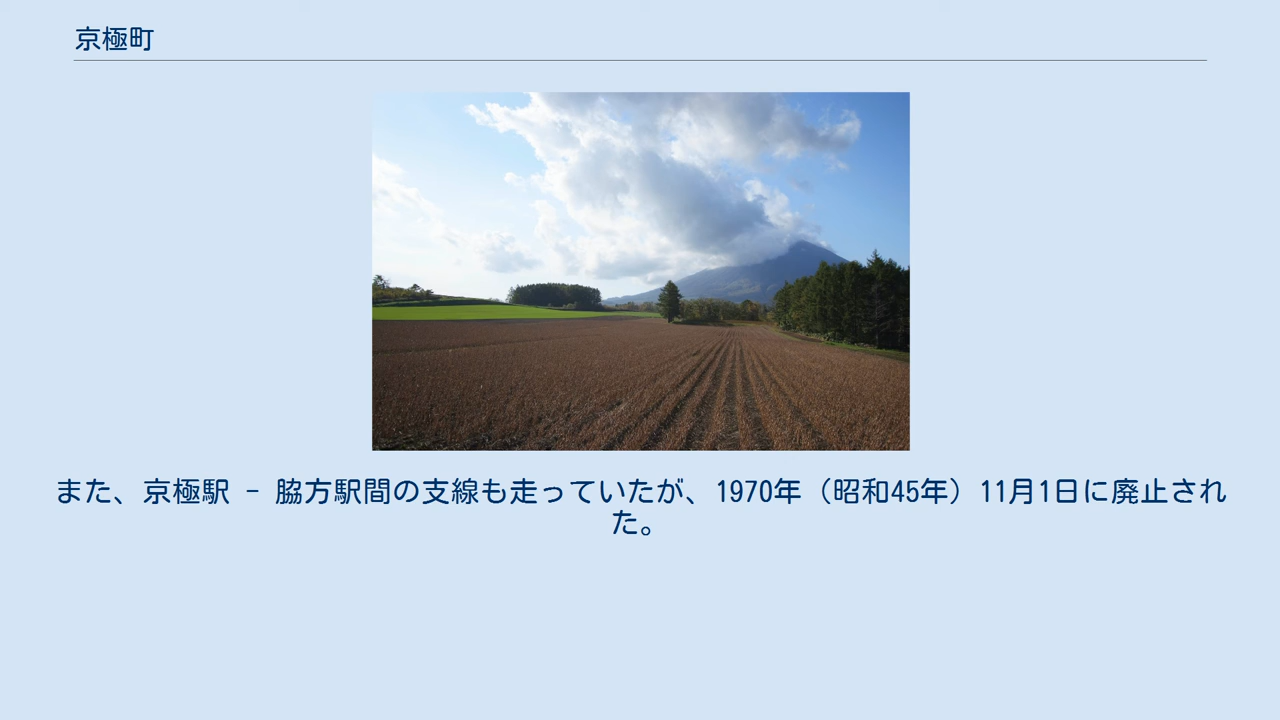 京極町
また、京極駅 - 脇方駅間の支線も走っていたが、1970年（昭和45年）11月1日に廃止され
た。